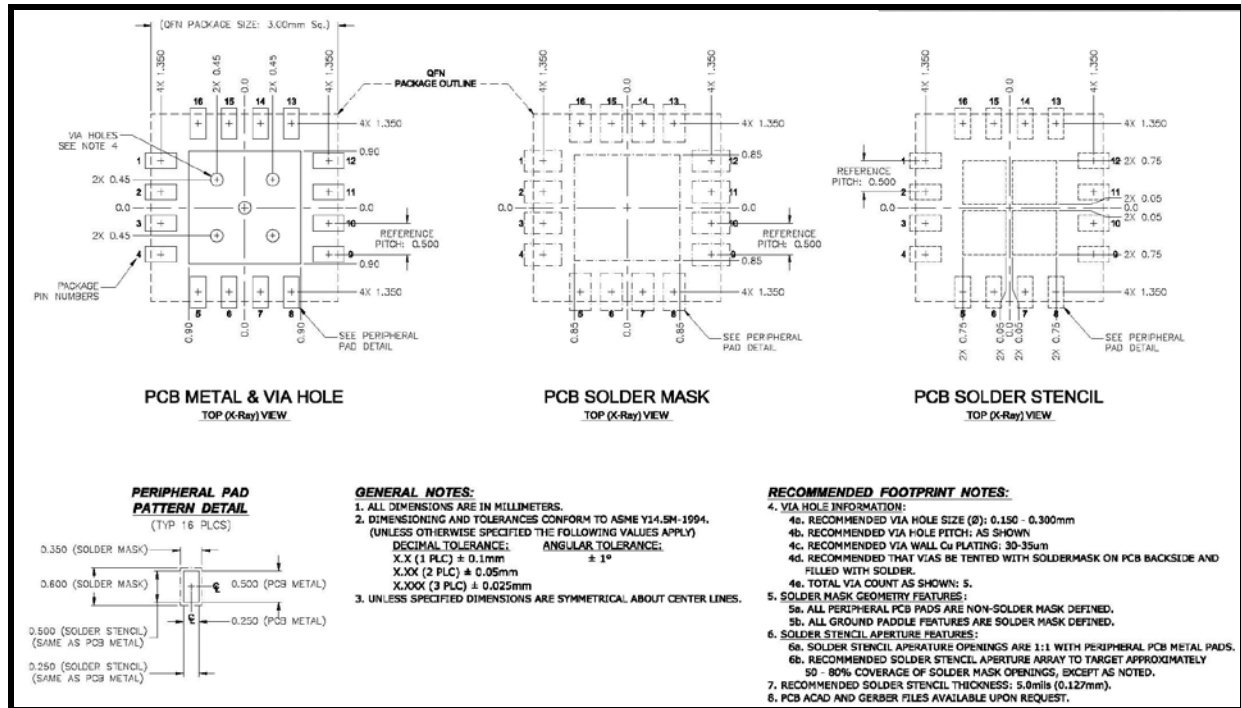 (QFN PACKAGE SIZE: 3.00mm Sq.)
4X 1.350
2X 0.45
0.0
2X 0.45
4X 1.350
QFN
PACKAGE OUTLINE
16 15 14 13
4X 1.350
VIA HOLES
SEE NOTE 4
0.90
1
12
2X 0.45
2
11
0.0
0.0
3
10
2X 0.45
REFERENCE
PITCH: 0.500
4
9
0.90
PACKAGE
PIN NUMBERS
4X 1.350
5 6 7 8
0.90
0.0
0.90
SEE PERIPHERAL
PAD DETAIL
PCB METAL & VIA HOLE
TOP (X-Ray) VIEW
4X 1.350
0.0
4X 1.350
16 15 14 13
4X 1.350
0.85
1
12
2
11
0.0
0.0
3
10
REFERENCE
PITCH: 0.500
4
9
0.85
4X 1.350
5 6 7 8
0.85
0.0
0.85
SEE PERIPHERAL
PAD DETAIL
PCB SOLDER MASK
TOP (X-Ray) VIEW
4X 1.350
0.0
4X 1.350
16 15 14 13
4X 1.350
1
12
2X 0.75
REFERENCE
PITCH: 0.500
2
11
2X 0.05
0.0
0.0
2X 0.05
3
10
4
9
2X 0.75
4X 1.350
5 6 7 8
2X 0.75
2X 0.05
0.0
2X 0.05
2X 0.75
SEE PERIPHERAL
PAD DETAIL
PCB SOLDER STENCIL
TOP (X-Ray) VIEW
PERIPHERAL PAD
PATTERN DETAIL
(TYP 16 PLCS)
0.350 (SOLDER MASK)
0.600 (SOLDER MASK)
0.500 (PCB METAL)
0.250 (PCB METAL)
0.500 (SOLDER STENCIL)
(SAME AS PCB METAL)
0.250 (SOLDER STENCIL)
(SAME AS PCB METAL)
GENERAL NOTES:
1. ALL DIMENSIONS ARE IN MILLIMETERS.
2. DIMENSIONING AND TOLERANCES CONFORM TO ASME Y14.5M-1994.
(UNLESS OTHERWISE SPECIFIED THE FOLLOWING VALUES APPLY)
DECIMAL TOLERANCE: ANGULAR TOLERANCE:
X.X (1 PLC) ± 0.1mm ± 1°
X.XX (2 PLC) ± 0.05mm
X.XXX (3 PLC) ± 0.025mm
3. UNLESS SPECIFIED DIMENSIONS ARE SYMMETRICAL ABOUT CENTER LINES.
RECOMMENDED FOOTPRINT NOTES:
4. VIA HOLE INFORMATION:
4a. RECOMMENDED VIA HOLE SIZE (Ø): 0.150 - 0.300mm
4b. RECOMMENDED VIA HOLE PITCH: AS SHOWN
4c. RECOMMENDED VIA WALL Cu PLATING: 30-35um
4d. RECOMMENDED THAT VIAS BE TENTED WITH SOLDERMASK ON PCB BACKSIDE AND
FILLED WITH SOLDER.
4e. TOTAL VIA COUNT AS SHOWN: 5.
5. SOLDER MASK GEOMETRY FEATURES:
5a. ALL PERIPHERAL PCB PADS ARE NON-SOLDER MASK DEFINED.
5b. ALL GROUND PADDLE FEATURES ARE SOLDER MASK DEFINED.
6. SOLDER STENCIL APERTURE FEATURES:
6a. SOLDER STENCIL APERATURE OPENINGS ARE 1:1 WITH PERIPHERAL PCB METAL PADS.
6b. RECOMMENDED SOLDER STENCIL APERTURE ARRAY TO TARGET APPROXIMATELY
50 - 80% COVERAGE OF SOLDER MASK OPENINGS, EXCEPT AS NOTED.
7. RECOMMENDED SOLDER STENCIL THICKNESS: 5.0mils (0.127mm).
8. PCB ACAD AND GERBER FILES AVAILABLE UPON REQUEST.